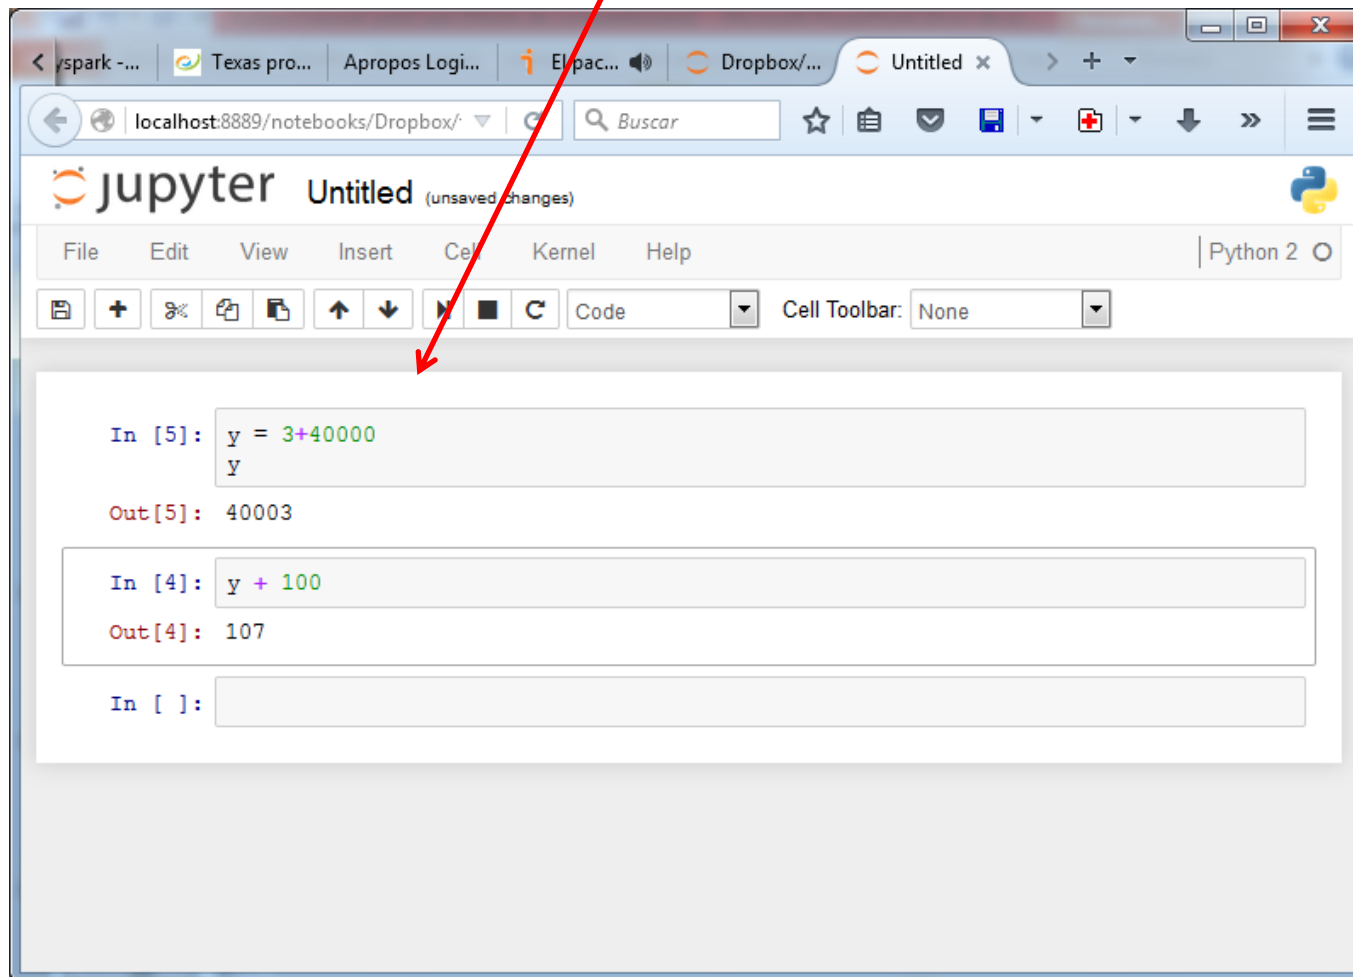 yspark -... Texas pro... Apropos Logi... El pac... Dropbox/... Untitled
localhost:8889/notebooks/Dropbox/ Buscar
jupyter Untitled (unsaved changes)
File Edit View Insert Cell Kernel Help Python 2
Code Cell Toolbar: None
In [5]: y = 3+40000
y
Out[5]: 40003
In [4]: y + 100
Out[4]: 107
In [ ]: